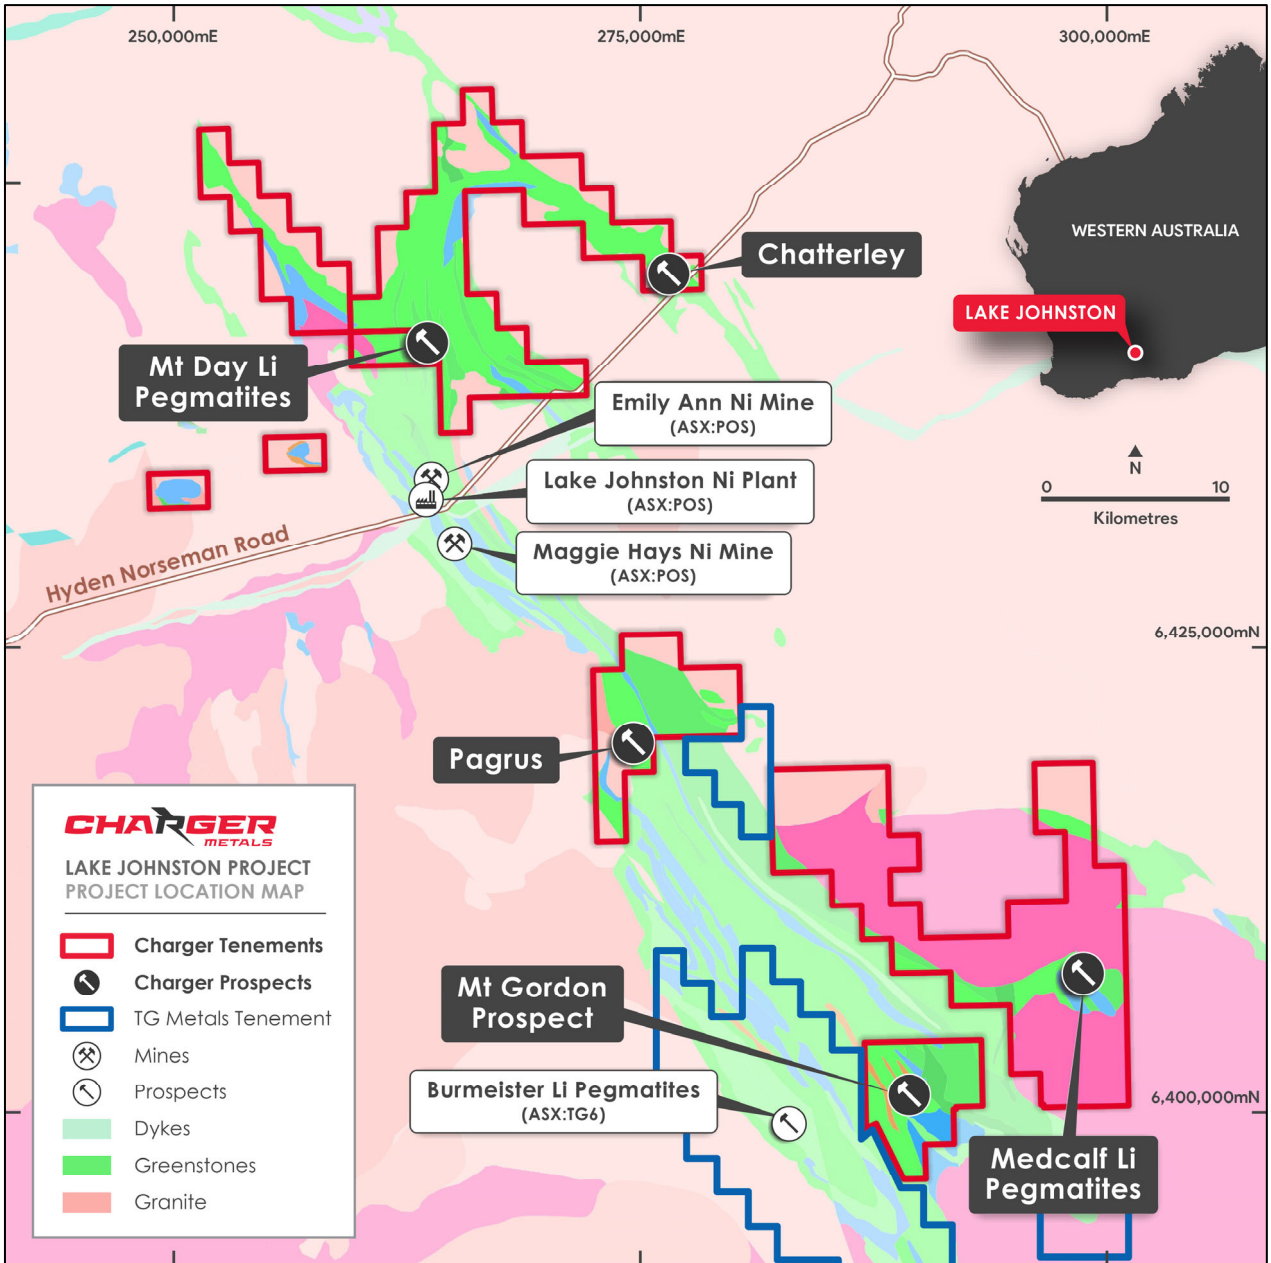 250,000mE
275,000mE
300,000mE
WESTERN AUSTRALIA
Chatterley
LAKE JOHNSTON
Mt Day Li
Pegmatites
Emily Ann Ni Mine
(ASX:POS)
Lake Johnston Ni Plant
(ASX:POS)
N
0 10
Kilometres
Hyden Norseman Road
Maggie Hays Ni Mine
(ASX:POS)
6,425,000mN
Pagrus
CHARGER
METALS
LAKE JOHNSTON PROJECT
PROJECT LOCATION MAP
Charger Tenements
Charger Prospects
TG Metals Tenement
Mines
Prospects
Dykes
Greenstones
Granite
Mt Gordon
Prospect
Burmeister Li Pegmatites
(ASX:TG6)
6,400,000mN
Medcalf Li
Pegmatites